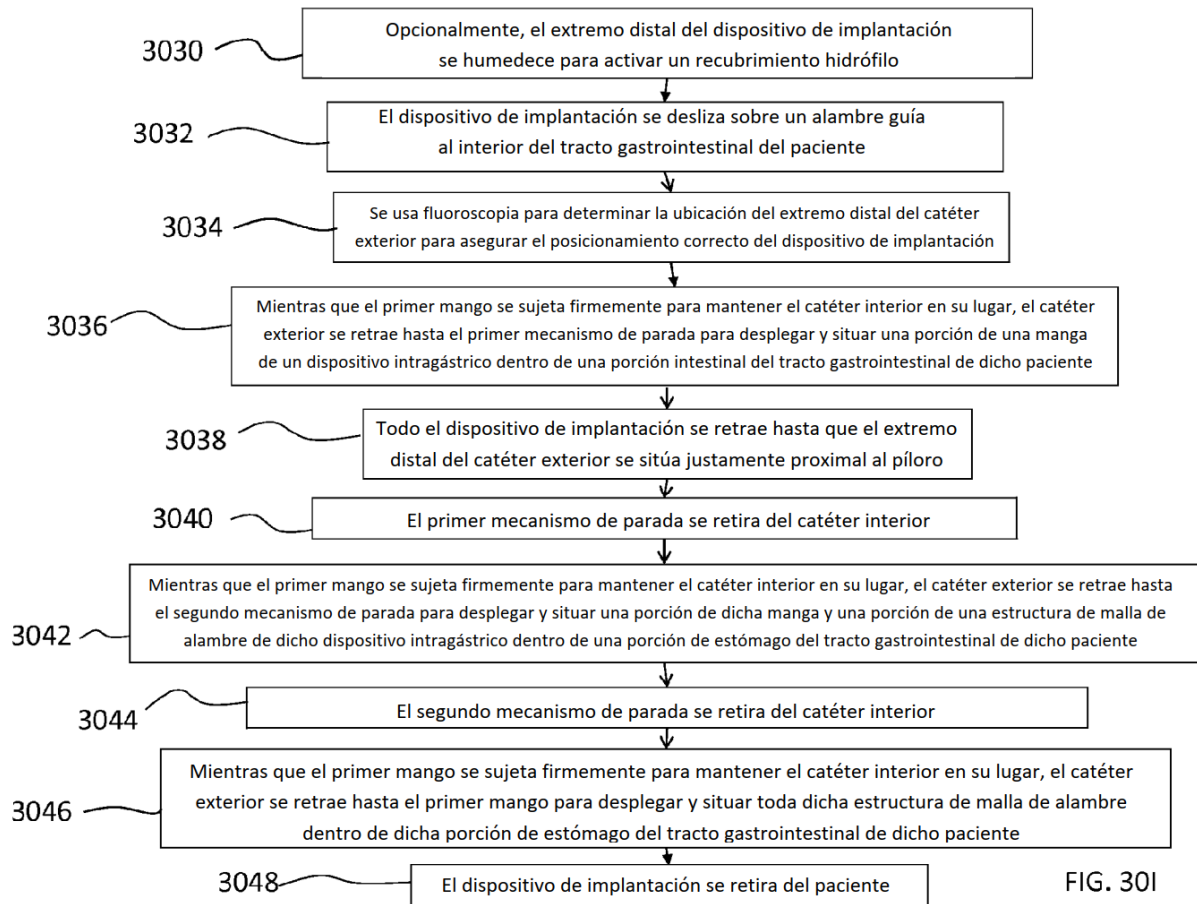 3030
Opcionalmente, el extremo distal del dispositivo de implantación
se humedece para activar un recubrimiento hidrófilo
3032
El dispositivo de implantación se desliza sobre un alambre guía
al interior del tracto gastrointestinal del paciente
3034
Se usa fluoroscopia para determinar la ubicación del extremo distal del catéter
exterior para asegurar el posicionamiento correcto del dispositivo de implantación
3036
Mientras que el primer mango se sujeta firmemente para mantener el catéter interior en su lugar, el catéter
exterior se retrae hasta el primer mecanismo de parada para desplegar y situar una porción de una manga
de un dispositivo intragástrico dentro de una porción intestinal del tracto gastrointestinal de dicho paciente
3038
Todo el dispositivo de implantación se retrae hasta que el extremo
distal del catéter exterior se sitúa justamente proximal al píloro
3040
El primer mecanismo de parada se retira del catéter interior
3042
Mientras que el primer mango se sujeta firmemente para mantener el catéter interior en su lugar, el catéter exterior se retrae hasta
el segundo mecanismo de parada para desplegar y situar una porción de dicha manga y una porción de una estructura de malla de
alambre de dicho dispositivo intragástrico dentro de una porción de estómago del tracto gastrointestinal de dicho paciente
3044
El segundo mecanismo de parada se retira del catéter interior
3046
Mientras que el primer mango se sujeta firmemente para mantener el catéter interior en su lugar, el catéter
exterior se retrae hasta el primer mango para desplegar y situar toda dicha estructura de malla de alambre
dentro de dicha porción de estómago del tracto gastrointestinal de dicho paciente
3048
El dispositivo de implantación se retira del paciente
FIG. 30I